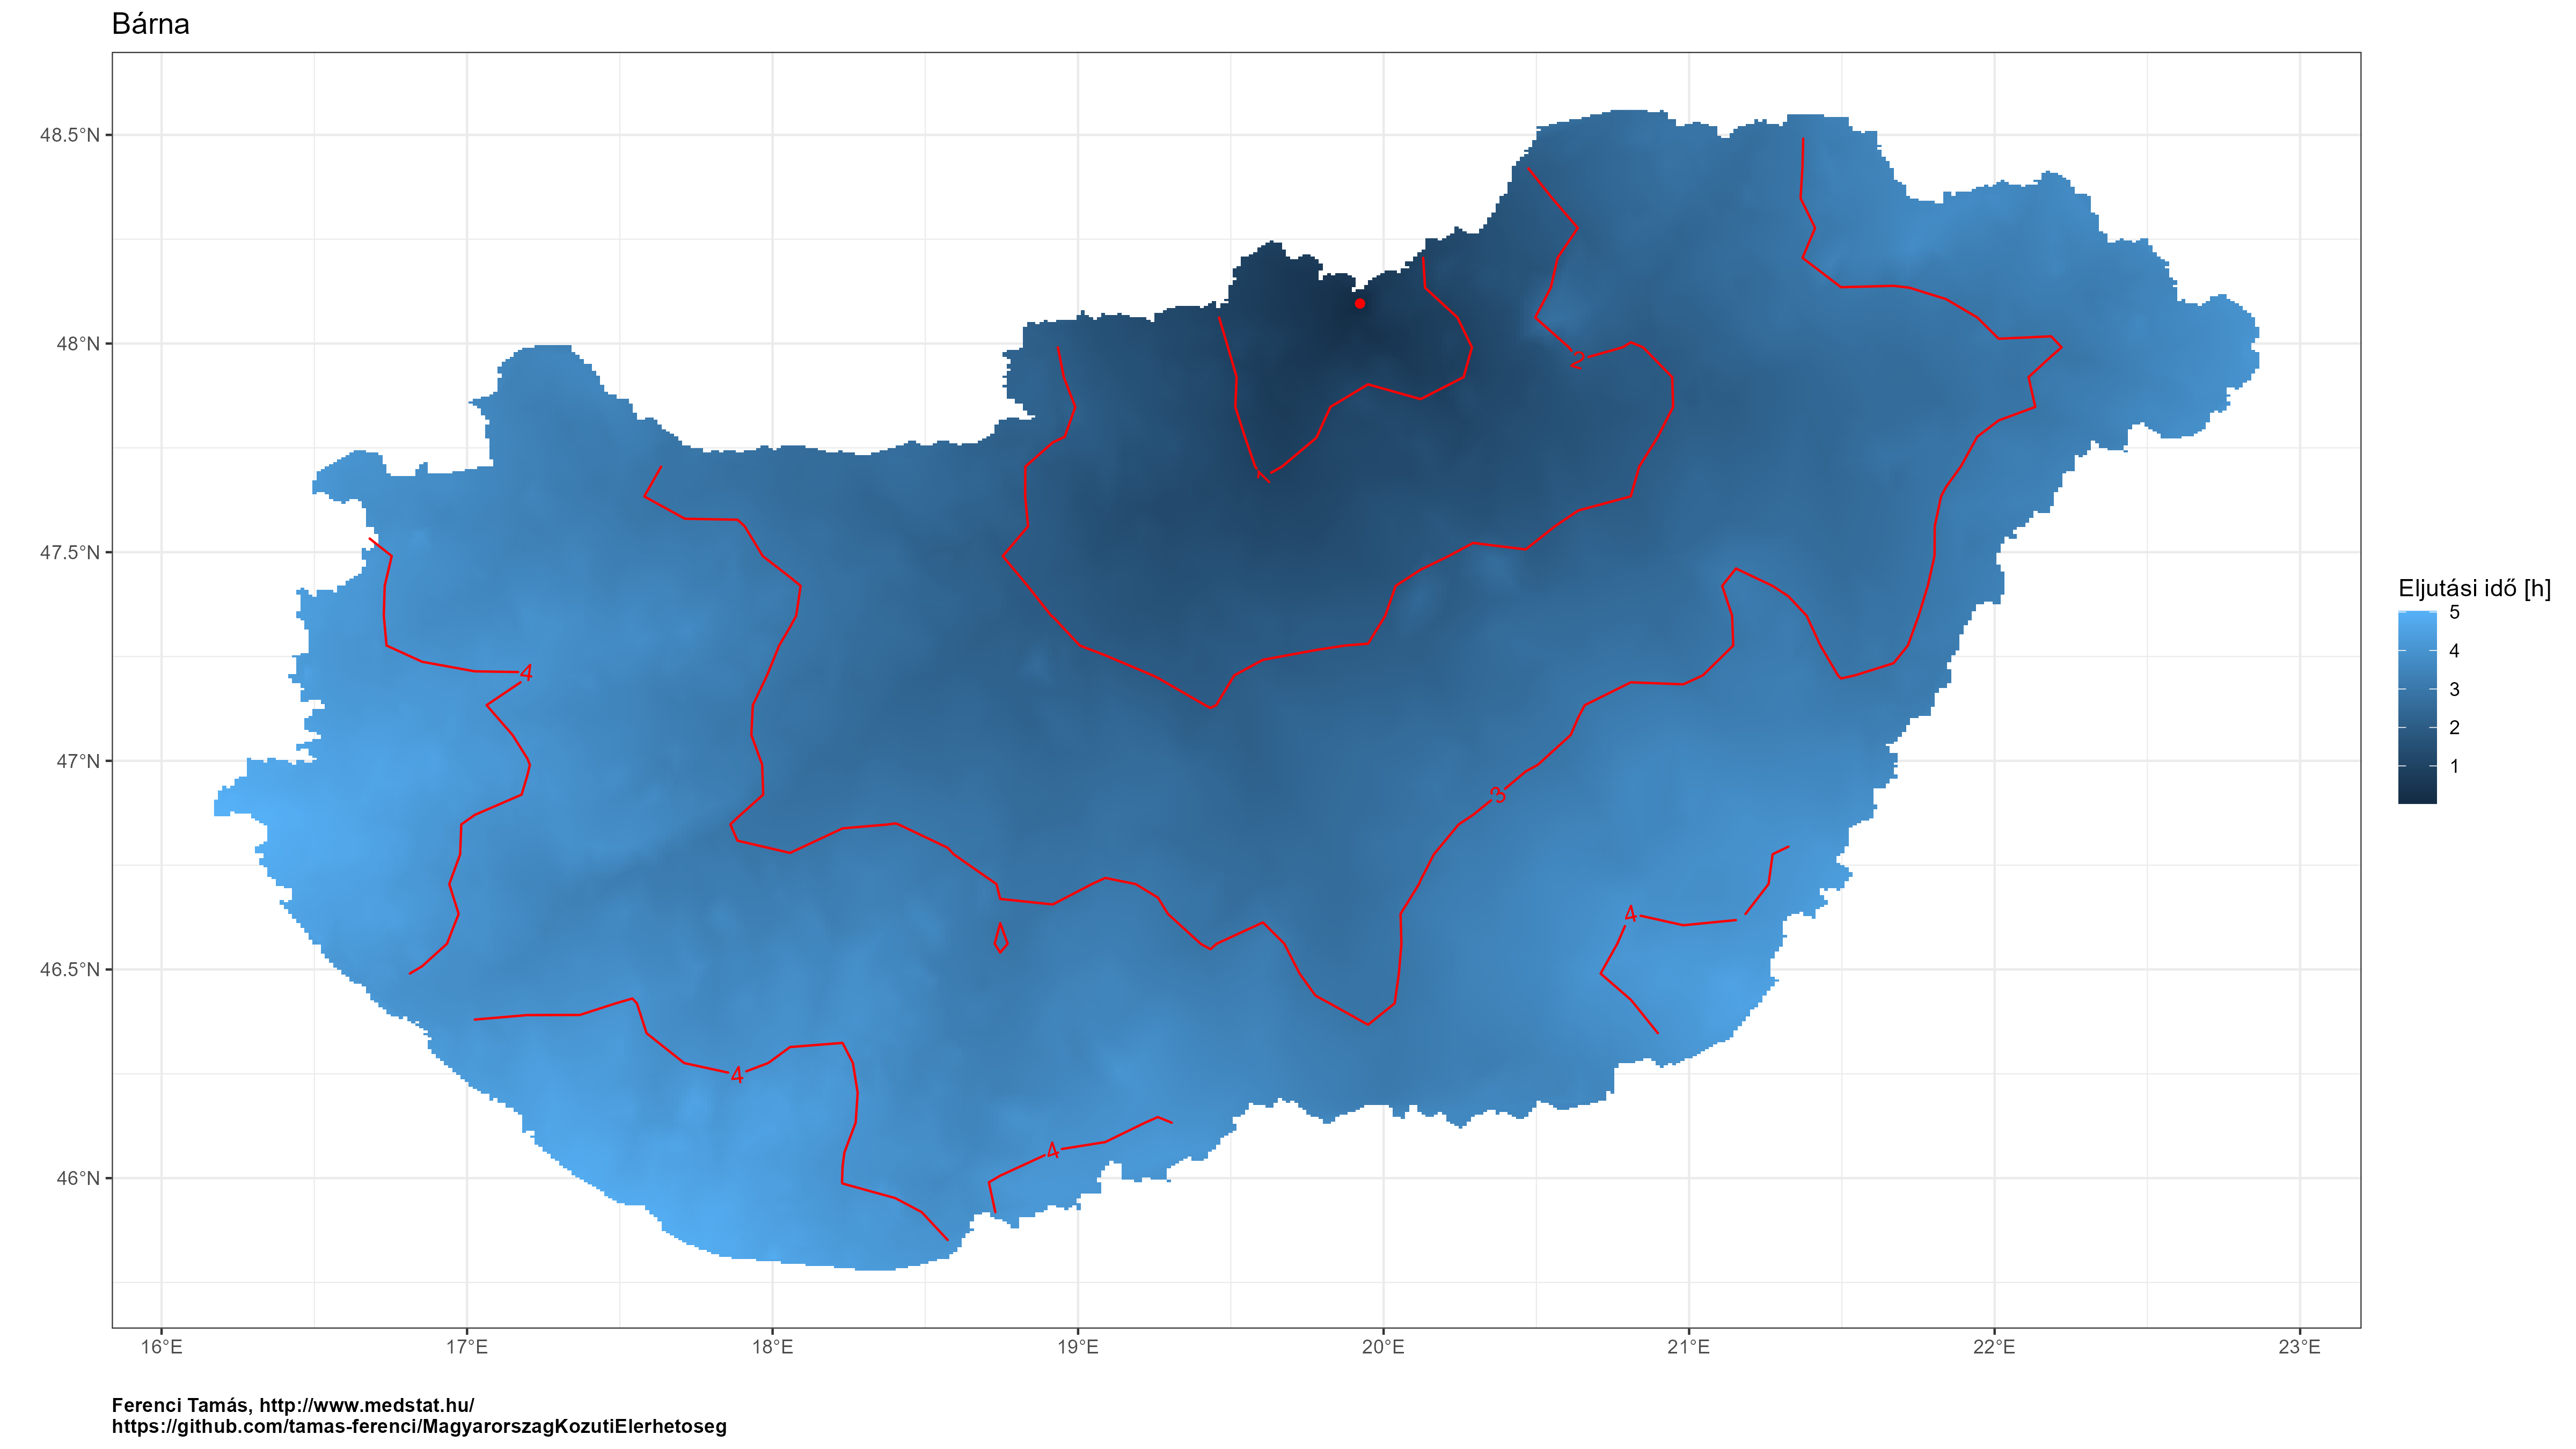 Bárna
48.5°N
48°N
47.5°N
47°N
46.5°N
46°N
16°E
17°E
18°E
19°E
20°E
21°E
22°E
23°E
1
2
3
4
4
4
4
Eljutási idő [h]
5
4
3
2
1
Ferenci Tamás, http://www.medstat.hu/
https://github.com/tamas-ferenci/MagyarorszagKozutiElerhetoseg